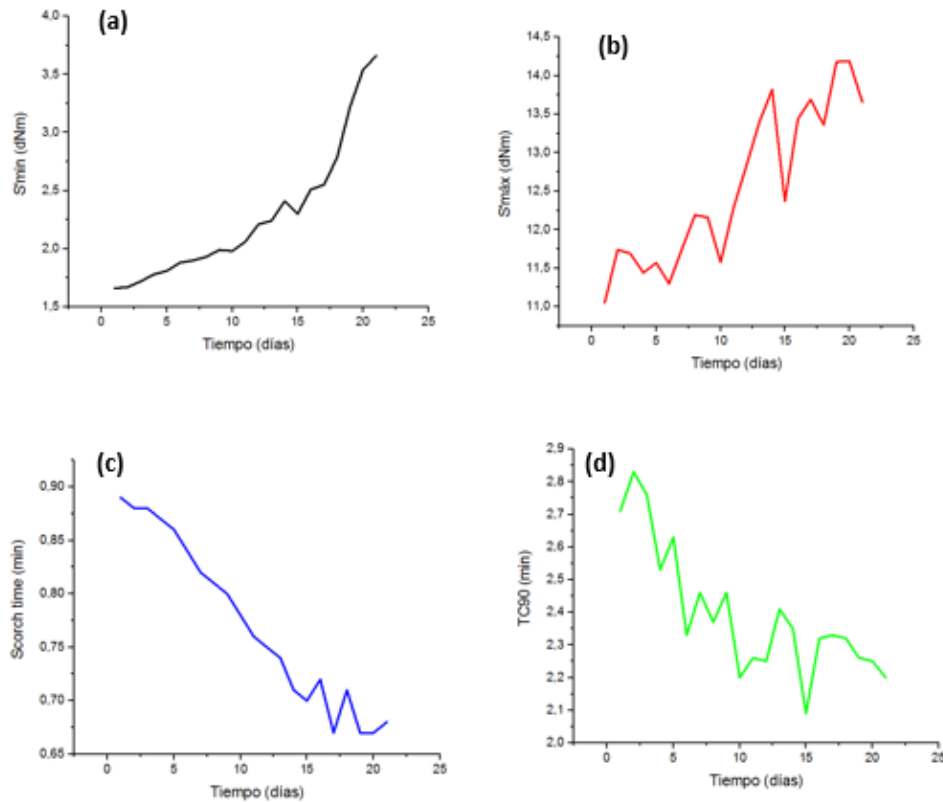 (a)
4,0
3,5
3,0
2,5
2,0
1,5
S'min (dNm)
0 5 10 15 20 25
Tiempo (días)
(b)
14,5
14,0
13,5
13,0
12,5
12,0
11,5
11,0
S'máx (dNm)
0 5 10 15 20 25
Tiempo (días)
(c)
0,90
0,85
0,80
0,75
0,70
0,65
Scorch time (min)
0 5 10 15 20 25
Tiempo (días)
(d)
2,9
2,8
2,7
2,6
2,5
2,4
2,3
2,2
2,1
2,0
TC90 (min)
0 5 10 15 20 25
Tiempo (días)